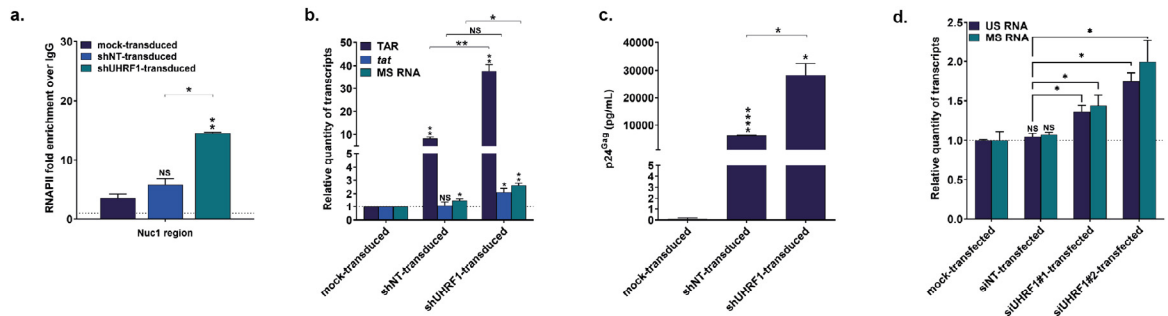 a.
mock-transduced
shNT-transduced
shUHRF1-transduced
RNAPII fold enrichment over IgG
30
20
10
0
NS
*
**
Nuc1 region
b.
TAR
tat
MS RNA
Relative quantity of transcripts
50
40
30
20
10
5
4
3
2
1
0
*
NS
**
**
NS
*
**
*
**
mock-transduced
shNT-transduced
shUHRF1-transduced
c.
p24Gag (pg/mL)
40000
30000
20000
10000
5
4
3
2
1
0
*
****
*
mock-transduced
shNT-transduced
shUHRF1-transduced
d.
US RNA
MS RNA
Relative quantity of transcripts
2.5
2.0
1.5
1.0
0.5
0.0
*
*
*
*
NS NS
mock-transfected
siNT-transfected
siUHRF1#1-transfected
siUHRF1#2-transfected